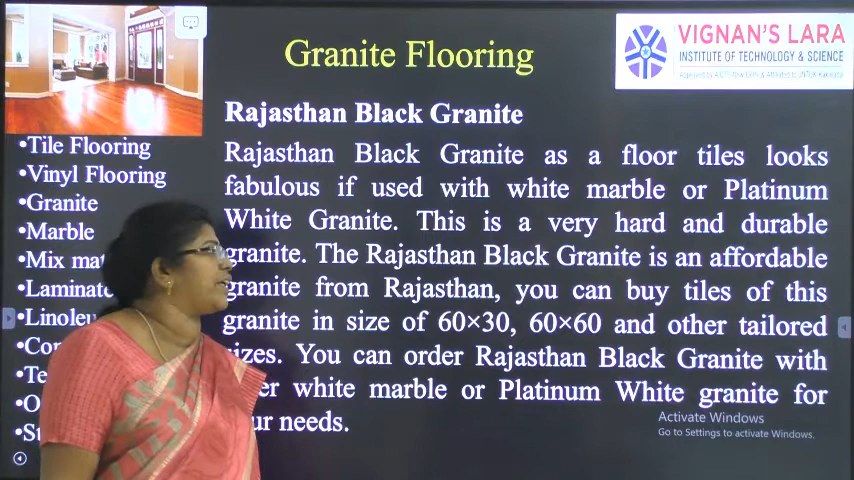 Granite Flooring
VIGNAN'S LARA
INSTITUTE OF TECHNOLOGY & SCIENCE
•Tile Flooring
•Vinyl Flooring
•Granite
•Marble
•Mix
•Laminate
Rajasthan Black Granite
Rajasthan Black Granite as a floor tiles looks
fabulous if used with white marble or Platinum
White Granite. This is a very hard and durable
granite. The Rajasthan Black Granite is an affordable
granite from Rajasthan, you can buy tiles of this
granite in size of 60×30, 60×60 and other tailored
sizes. You can order Rajasthan Black Granite with
white marble or Platinum White granite for
needs.
Activate Windows
Go to Settings to activate Windows.